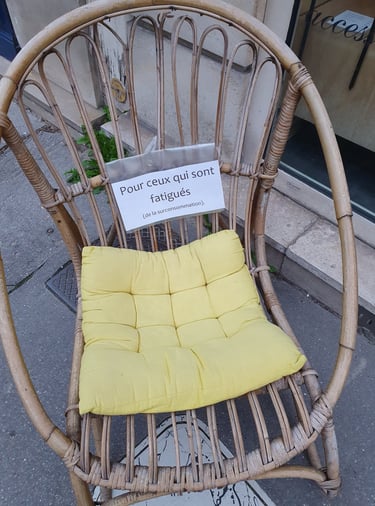 Pour ceux qui sont
fatigués
(de la surconsommation).